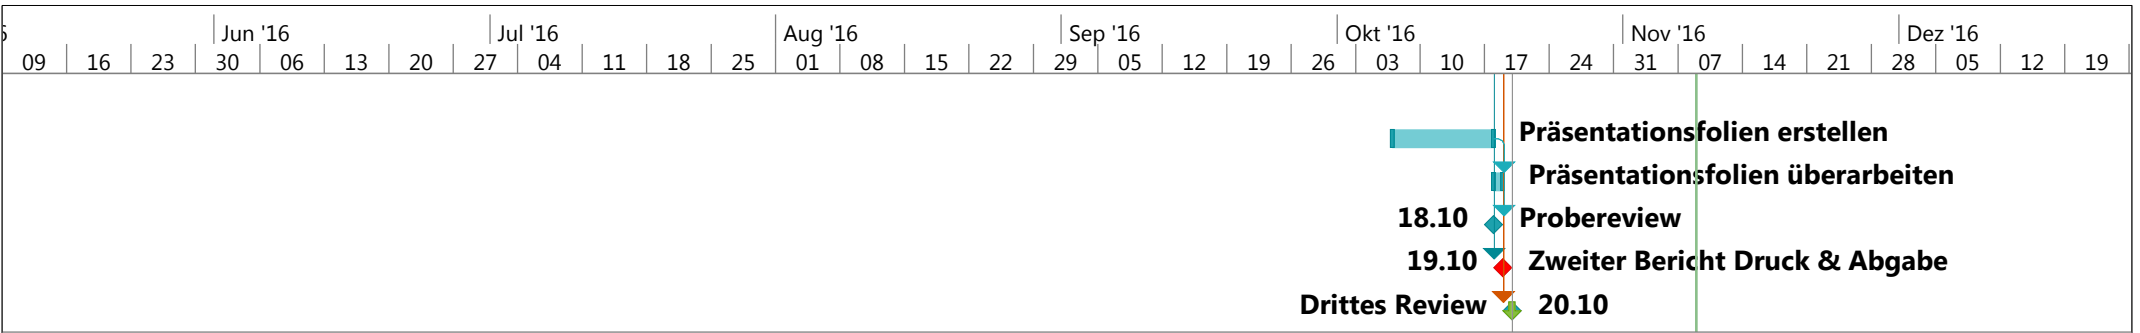 Jun '16 Jul '16 Aug '16 Sep '16 Okt '16 Nov '16 Dez '16
09 16 23 30 06 13 20 27 04 11 18 25 01 08 15 22 29 05 12 19 26 03 10 17 24 31 07 14 21 28 05 12 19
Präsentationsfolien erstellen
Präsentationsfolien überarbeiten
18.10 Probereview
19.10 Zweiter Bericht Druck & Abgabe
Drittes Review 20.10